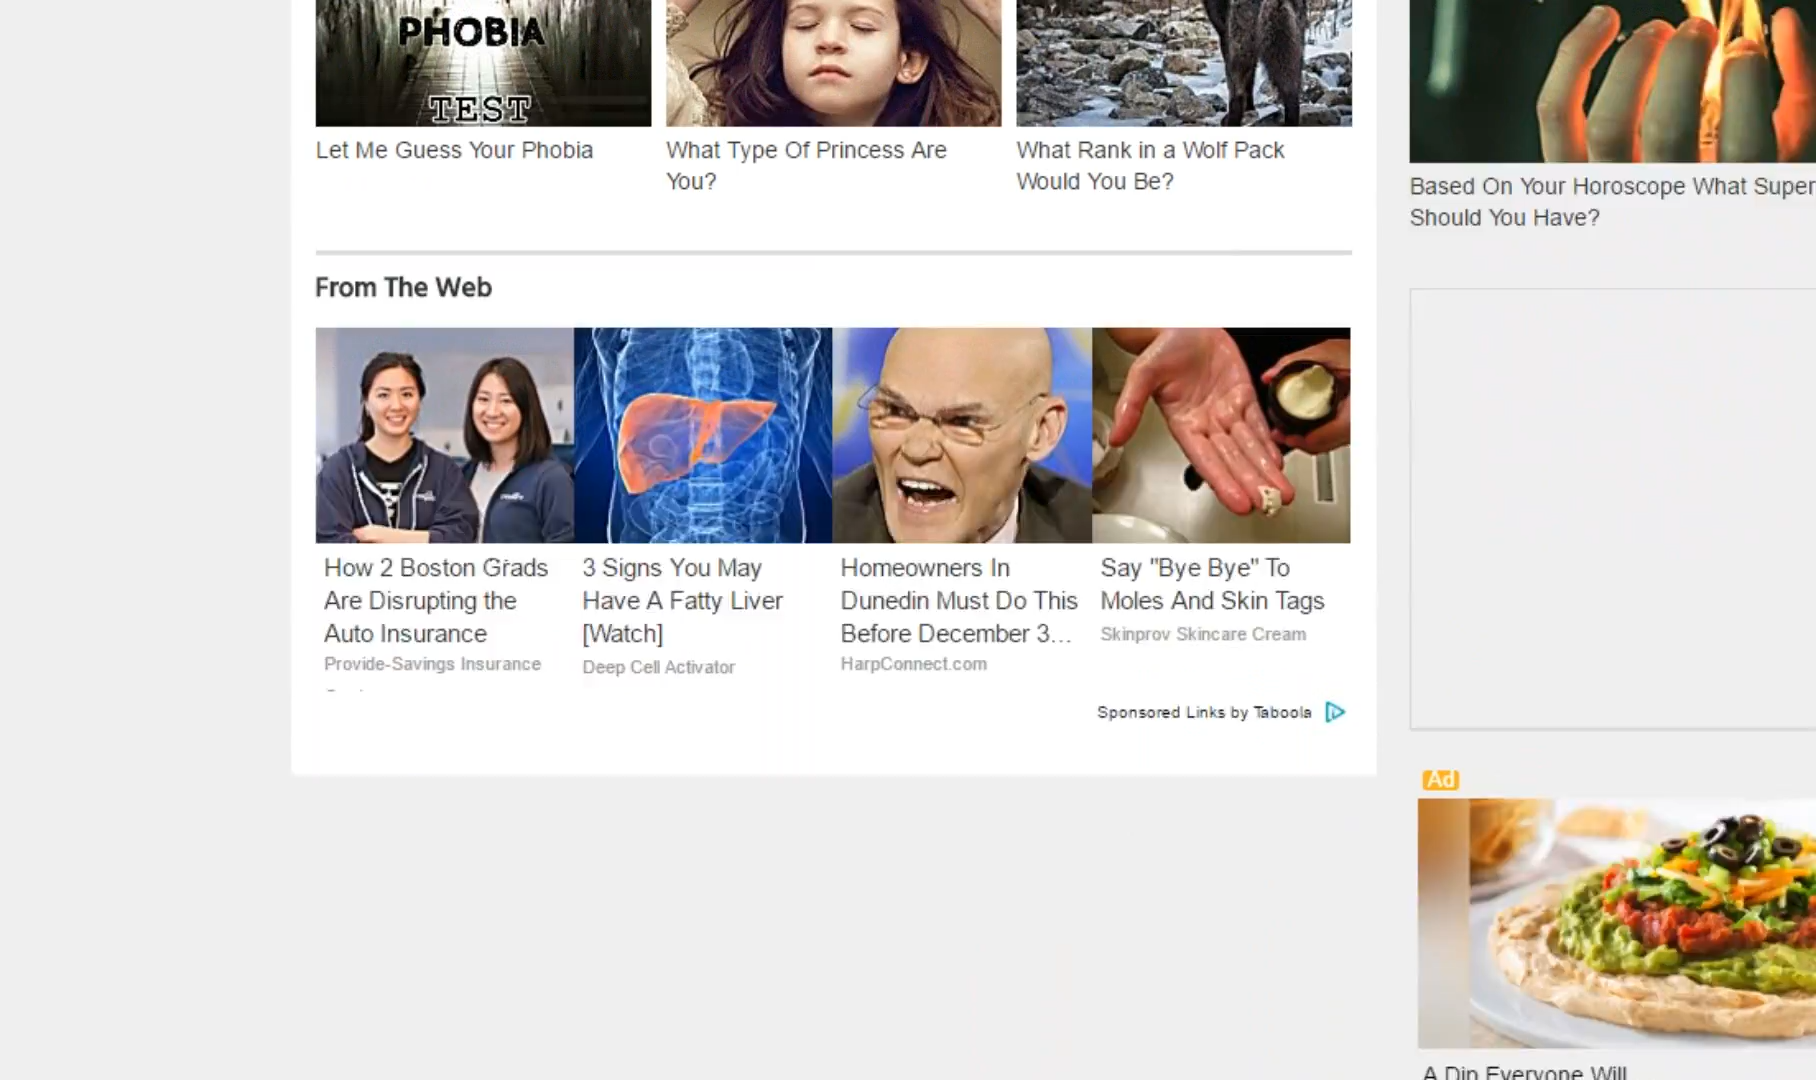 PHOBIA
TEST
Let Me Guess Your Phobia
What Type Of Princess Are
You?
What Rank in a Wolf Pack
Would You Be?
Based On Your Horoscope What Super
Should You Have?
From The Web
How 2 Boston Grads
Are Disrupting the
Auto Insurance
Provide-Savings Insurance
3 Signs You May
Have A Fatty Liver
[Watch]
Deep Cell Activator
Homeowners In
Dunedin Must Do This
Before December 3...
HarpConnect.com
Say "Bye Bye" To
Moles And Skin Tags
Skinprov Skincare Cream
Sponsored Links by Taboola
Ad
A Dip Everyone Will